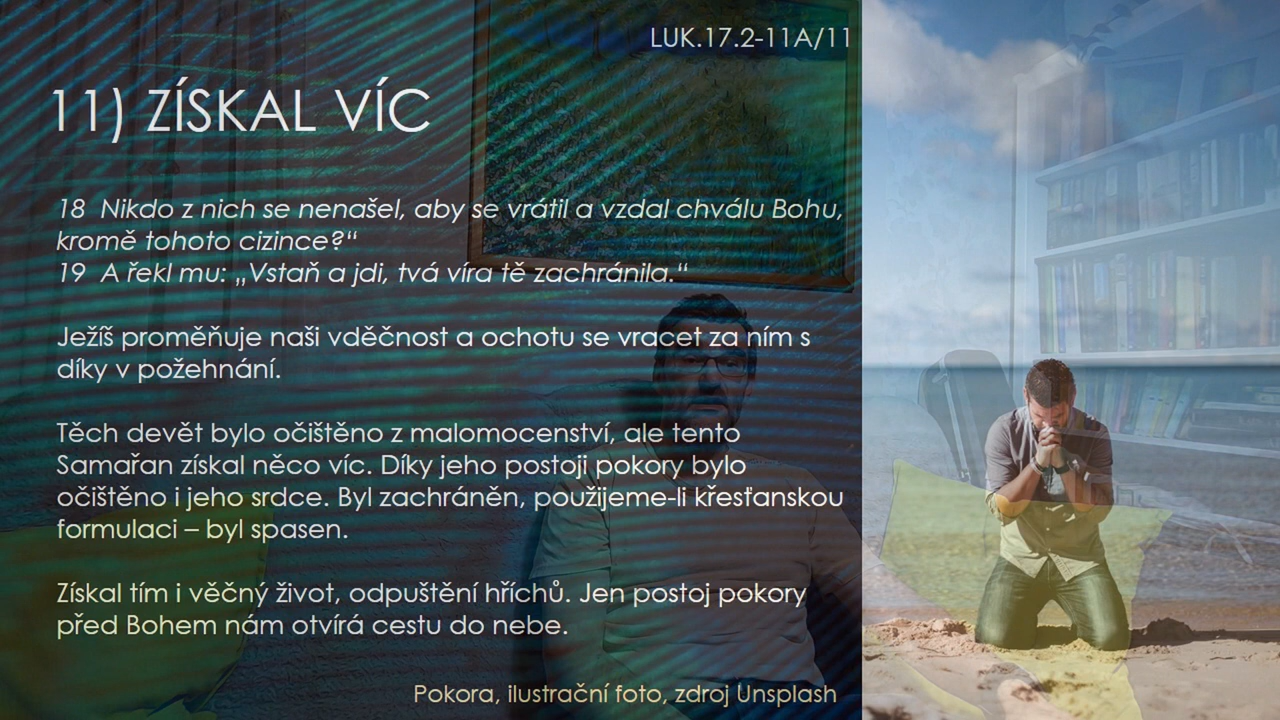 LUK.17.2-11A/11
11) ZÍSKAL VÍC
18  Nikdo z nich se nenašel, aby se vrátil a vzdal chválu Bohu,
kromě tohoto cizince?“
19  A řekl mu: „Vstaň a jdi, tvá víra tě zachránila.“
Ježíš proměňuje naši vděčnost a ochotu se vracet za ním s
díky v požehnání.
Těch devět bylo očištěno z malomocenství, ale tento
Samařan získal něco víc. Díky jeho postoji pokory bylo
očištěno i jeho srdce. Byl zachráněn, použijeme-li křesťanskou
formulaci – byl spasen.
Získal tím i věčný život, odpuštění hříchů. Jen postoj pokory
před Bohem nám otvírá cestu do nebe.
Pokora, ilustrační foto, zdroj Unsplash